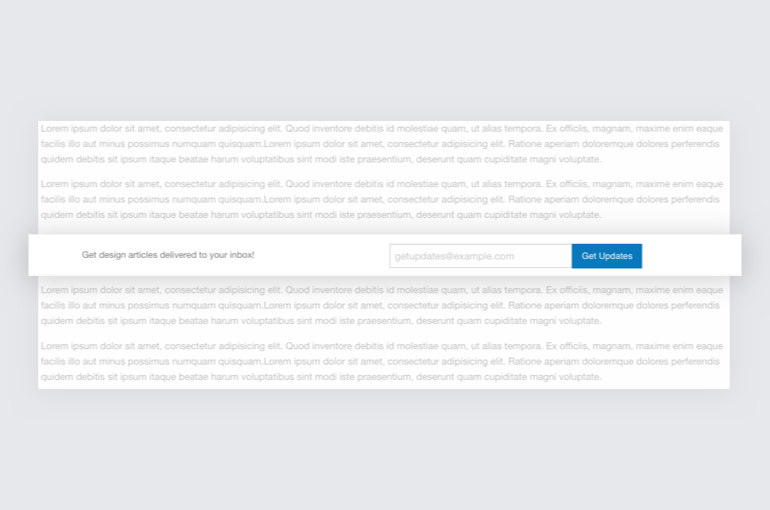 Lorem ipsum dolor sit amet, consectetur adipisicing elit. Quod inventore debitis id molestiae quam, ut alias tempora. Ex officiis, magnam, maxime enim eaque
facilis illo aut minus possimus numquam quisquam.Lorem ipsum dolor sit amet, consectetur adipisicing elit. Ratione aperiam doloremque dolores perferendis
quidem debitis sit ipsum itaque beatae harum voluptatibus sint modi iste praesentium, deserunt quam cupiditate magni voluptate.
Lorem ipsum dolor sit amet, consectetur adipisicing elit. Quod inventore debitis id molestiae quam, ut alias tempora. Ex officiis, magnam, maxime enim eaque
facilis illo aut minus possimus numquam quisquam.Lorem ipsum dolor sit amet, consectetur adipisicing elit. Ratione aperiam doloremque dolores perferendis
quidem debitis sit ipsum itaque beatae harum voluptatibus sint modi iste praesentium, deserunt quam cupiditate magni voluptate.
Get design articles delivered to your inbox! getupdates@example.com Get Updates
Lorem ipsum dolor sit amet, consectetur adipisicing elit. Quod inventore debitis id molestiae quam, ut alias tempora. Ex officiis, magnam, maxime enim eaque
facilis illo aut minus possimus numquam quisquam.Lorem ipsum dolor sit amet, consectetur adipisicing elit. Ratione aperiam doloremque dolores perferendis
quidem debitis sit ipsum itaque beatae harum voluptatibus sint modi iste praesentium, deserunt quam cupiditate magni voluptate.
Lorem ipsum dolor sit amet, consectetur adipisicing elit. Quod inventore debitis id molestiae quam, ut alias tempora. Ex officiis, magnam, maxime enim eaque
facilis illo aut minus possimus numquam quisquam.Lorem ipsum dolor sit amet, consectetur adipisicing elit. Ratione aperiam doloremque dolores perferendis
quidem debitis sit ipsum itaque beatae harum voluptatibus sint modi iste praesentium, deserunt quam cupiditate magni voluptate.